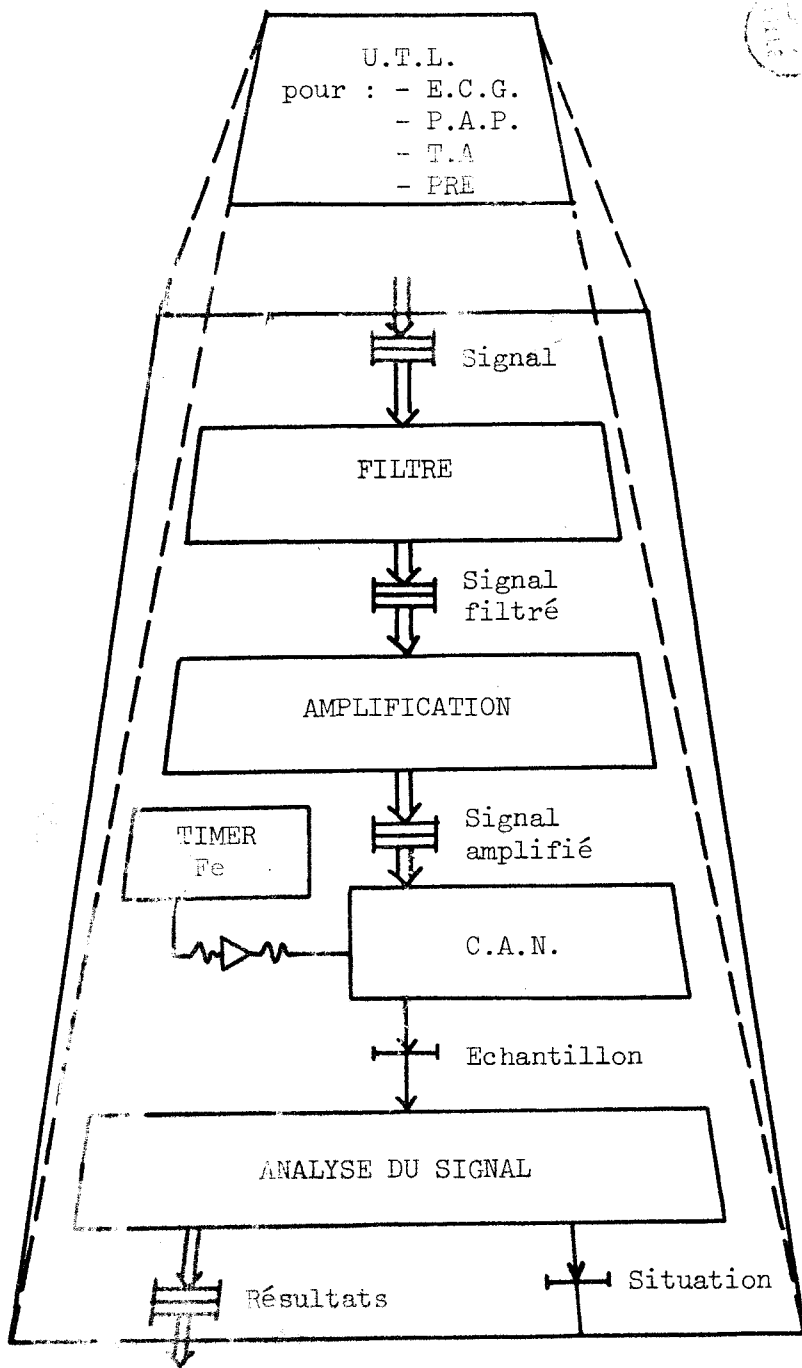 U.T.L.
pour : - E.C.G.
- P.A.P.
- T.A
- PRE
Signal
FILTRE
Signal
filtré
AMPLIFICATION
Signal
amplifié
TIMER
Fe
C.A.N.
Echantillon
ANALYSE DU SIGNAL
Résultats
Situation